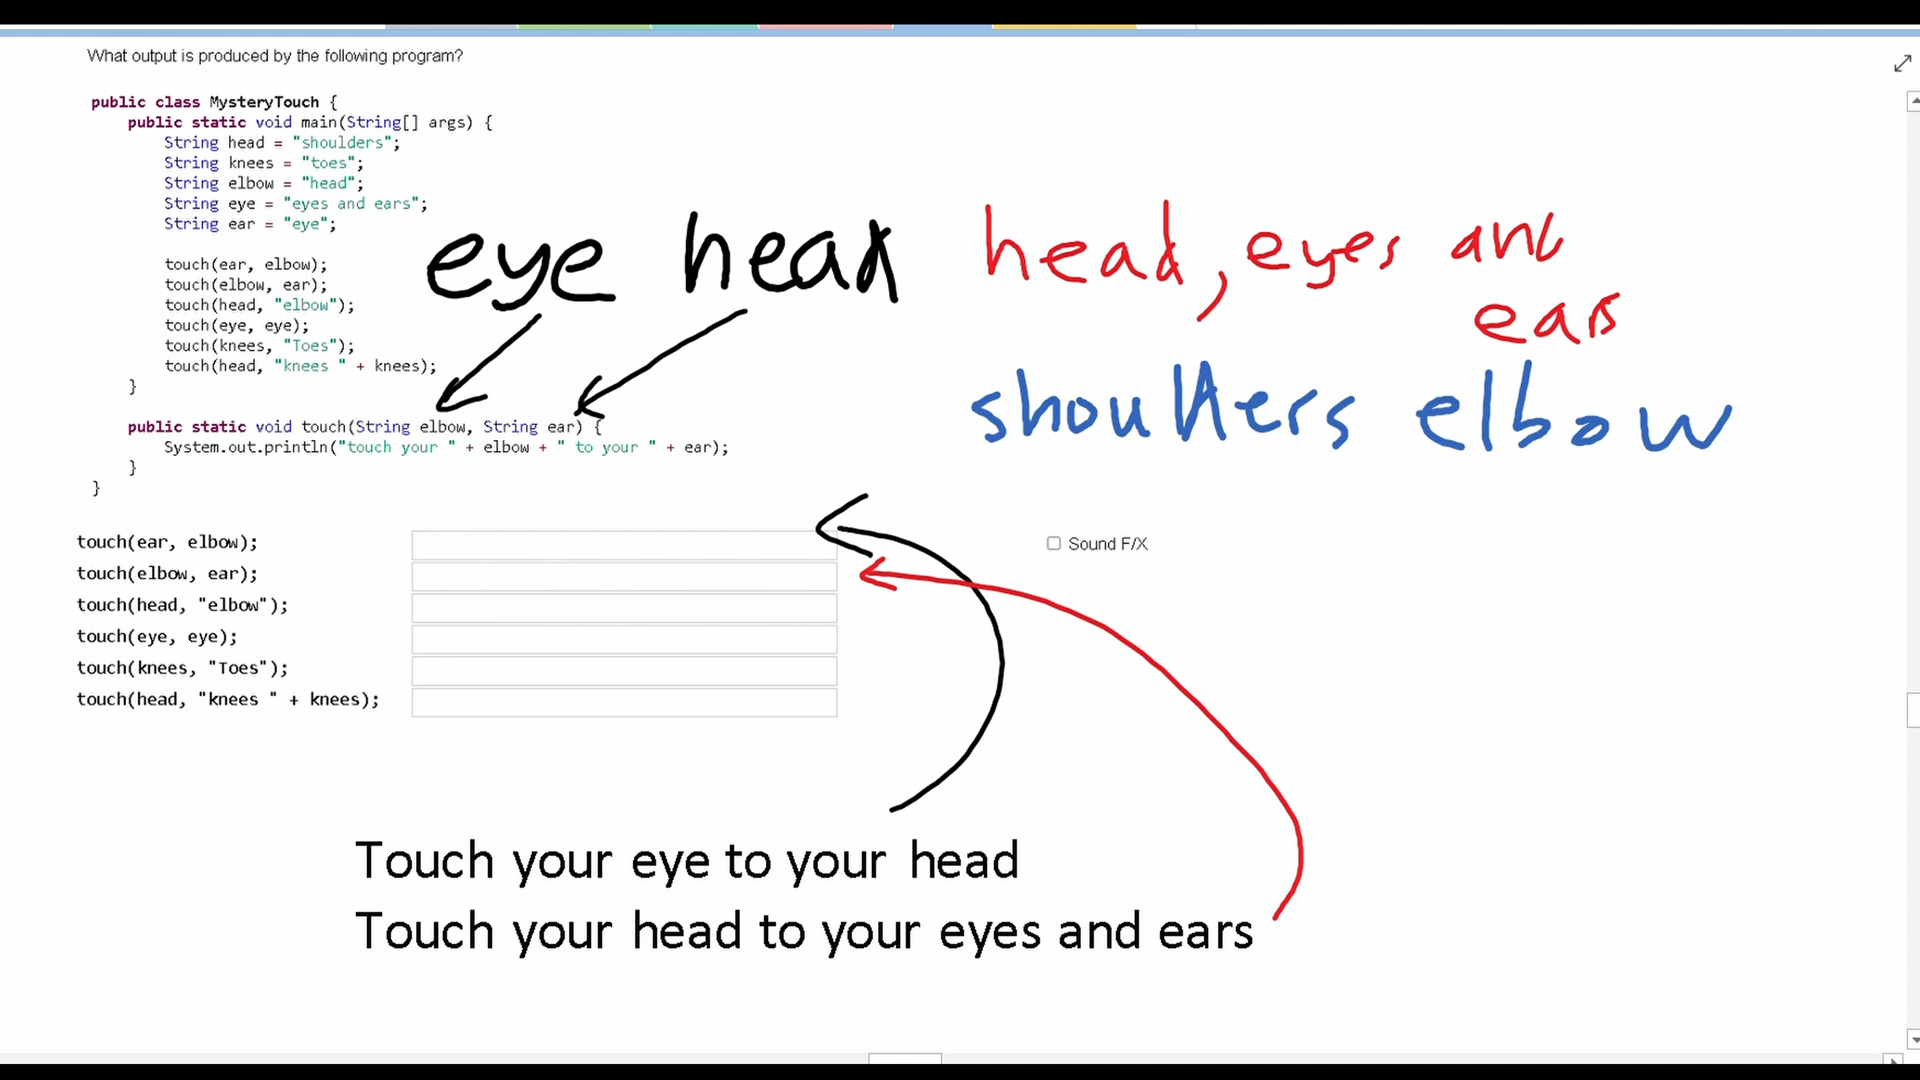 What output is produced by the following program?
public class MysteryTouch {
public static void main(String[] args) {
String head = "shoulders";
String knees = "toes";
String elbow = "head";
String eye = "eyes and ears";
String ear = "eye";
touch(ear, elbow);
touch(elbow, ear);
touch(head, "elbow");
touch(eye, eye);
touch(knees, "Toes");
touch(head, "knees " + knees);
}
public static void touch(String elbow, String ear) {
System.out.println("touch your " + elbow + " to your " + ear);
}
}
eye head
head, eyes and
ears
shoulders elbow
touch(ear, elbow);
touch(elbow, ear);
touch(head, "elbow");
touch(eye, eye);
touch(knees, "Toes");
touch(head, "knees " + knees);
Sound F/X
Touch your eye to your head
Touch your head to your eyes and ears